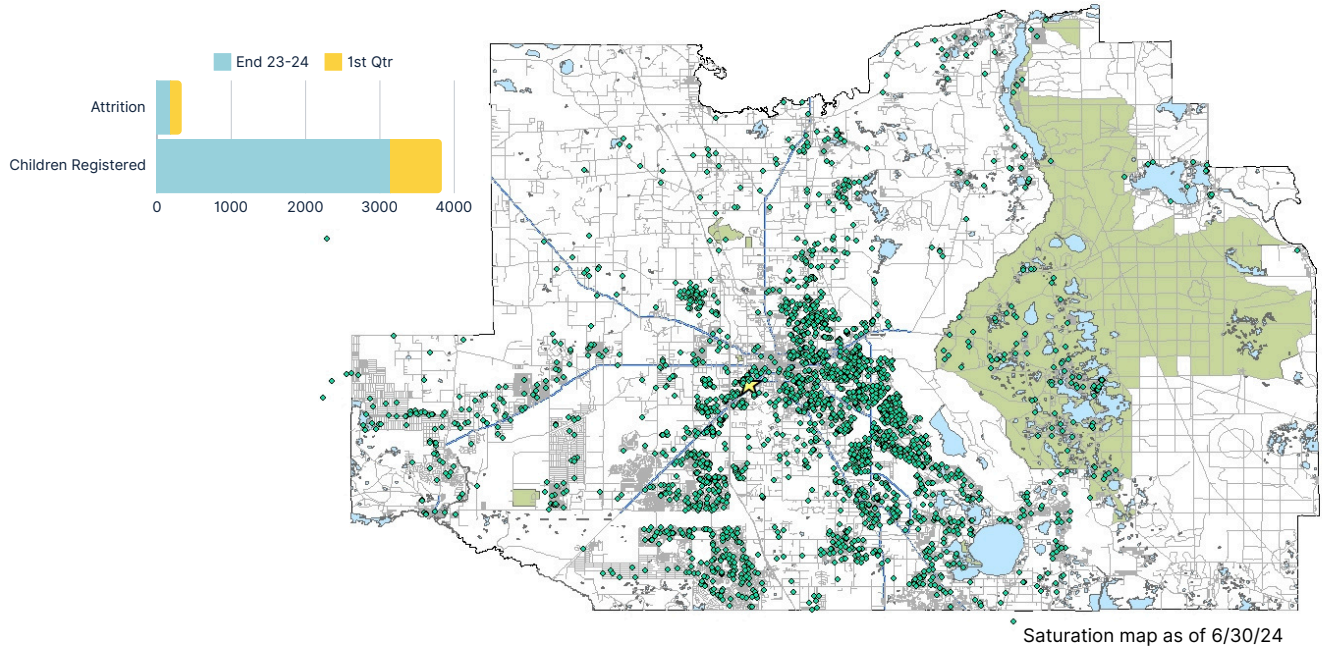 End 23-24 1st Qtr
Attrition
Children Registered
0 1000 2000 3000 4000
Saturation map as of 6/30/24